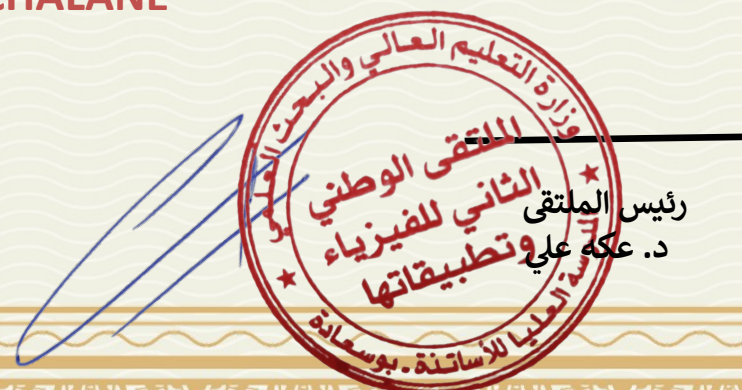 CHALANE
وزارة التعليم العالي والبحث العلمي
الملتقى الوطني
الثاني للفيزياء
وتطبيقاتها
المدرسة العليا للأساتذة . بوسعادة
رئيس الملتقى
د. عكه علي